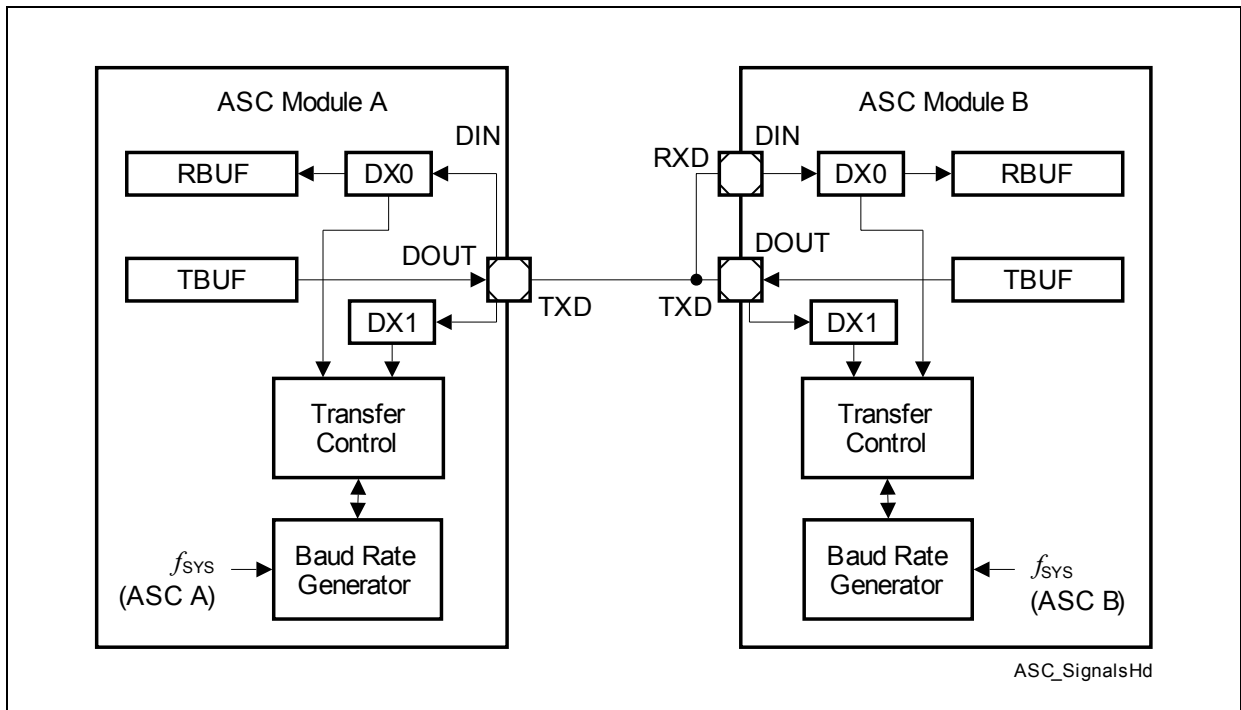 ASC Module A
DIN
RBUF
DX0
DOUT
TBUF
TXD
DX1
Transfer
Control
Baud Rate
Generator
fSYS
(ASC A)
ASC Module B
RXD
DIN
DX0
RBUF
DOUT
TXD
TBUF
DX1
Transfer
Control
Baud Rate
Generator
fSYS
(ASC B)
ASC_SignalsHd